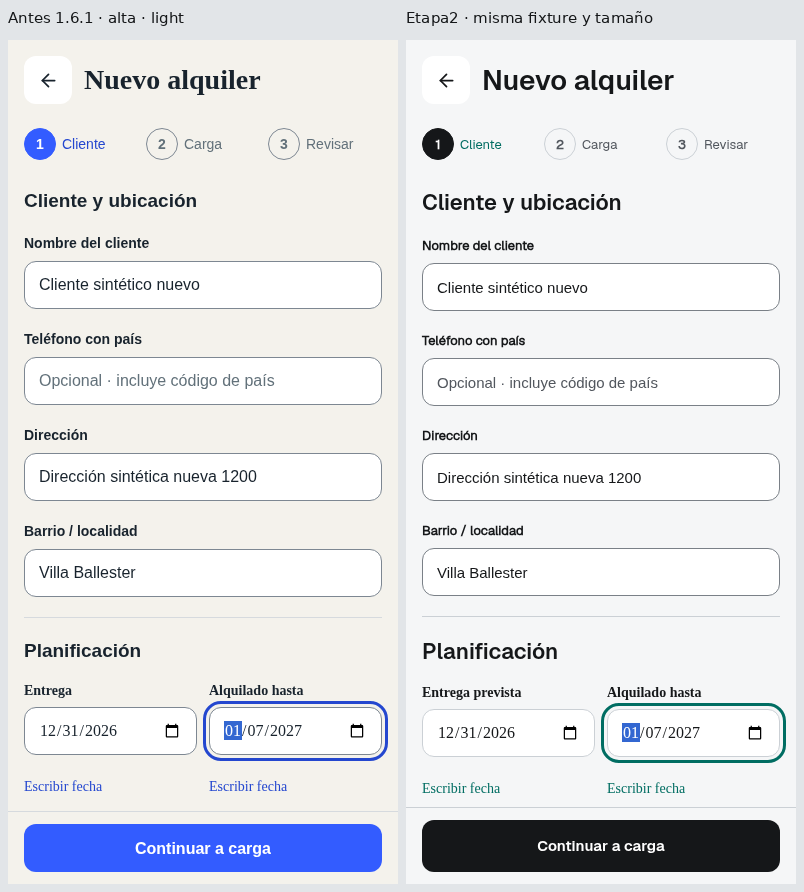 Antes 1.6.1 · alta · light
Nuevo alquiler
1 Cliente 2 Carga 3 Revisar
Cliente y ubicación
Nombre del cliente
Cliente sintético nuevo
Teléfono con país
Opcional · incluye código de país
Dirección
Dirección sintética nueva 1200
Barrio / localidad
Villa Ballester
Planificación
Entrega Alquilado hasta
12/31/2026 01/07/2027
Escribir fecha Escribir fecha
Continuar a carga
Etapa2 · misma fixture y tamaño
Nuevo alquiler
1 Cliente 2 Carga 3 Revisar
Cliente y ubicación
Nombre del cliente
Cliente sintético nuevo
Teléfono con país
Opcional · incluye código de país
Dirección
Dirección sintética nueva 1200
Barrio / localidad
Villa Ballester
Planificación
Entrega prevista Alquilado hasta
12/31/2026 01/07/2027
Escribir fecha Escribir fecha
Continuar a carga